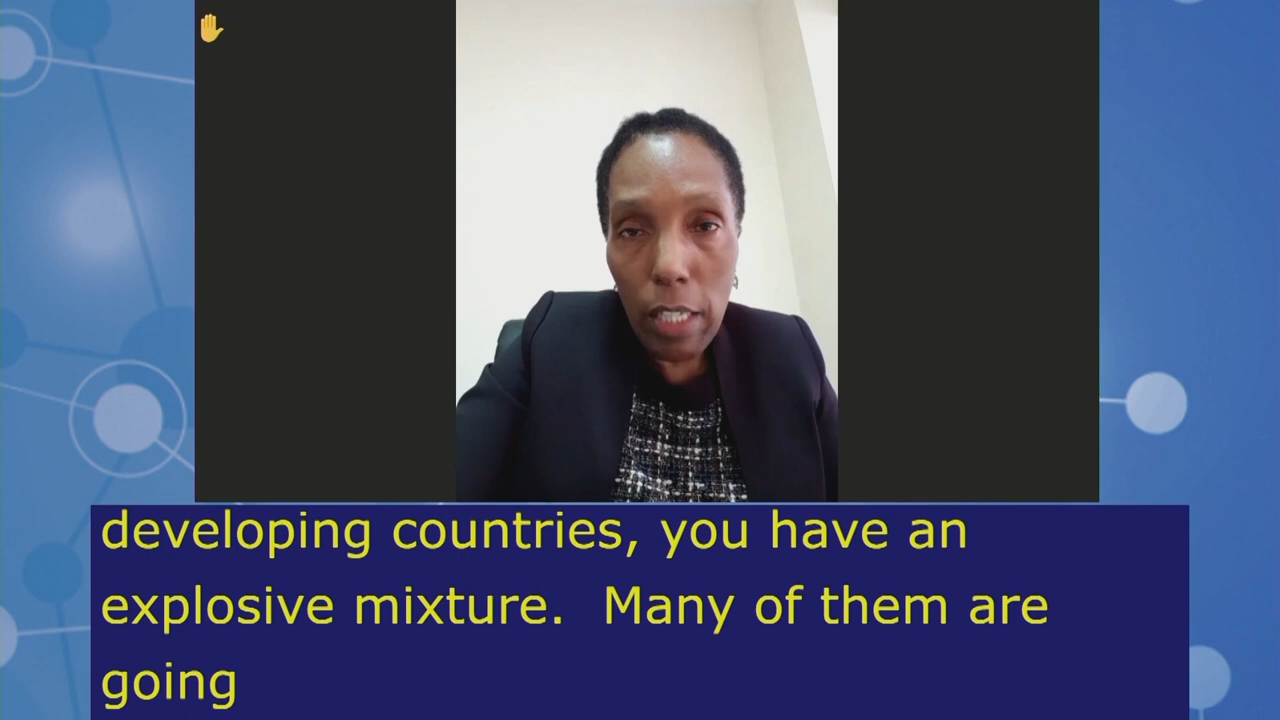 developing countries, you have an
explosive mixture.  Many of them are
going